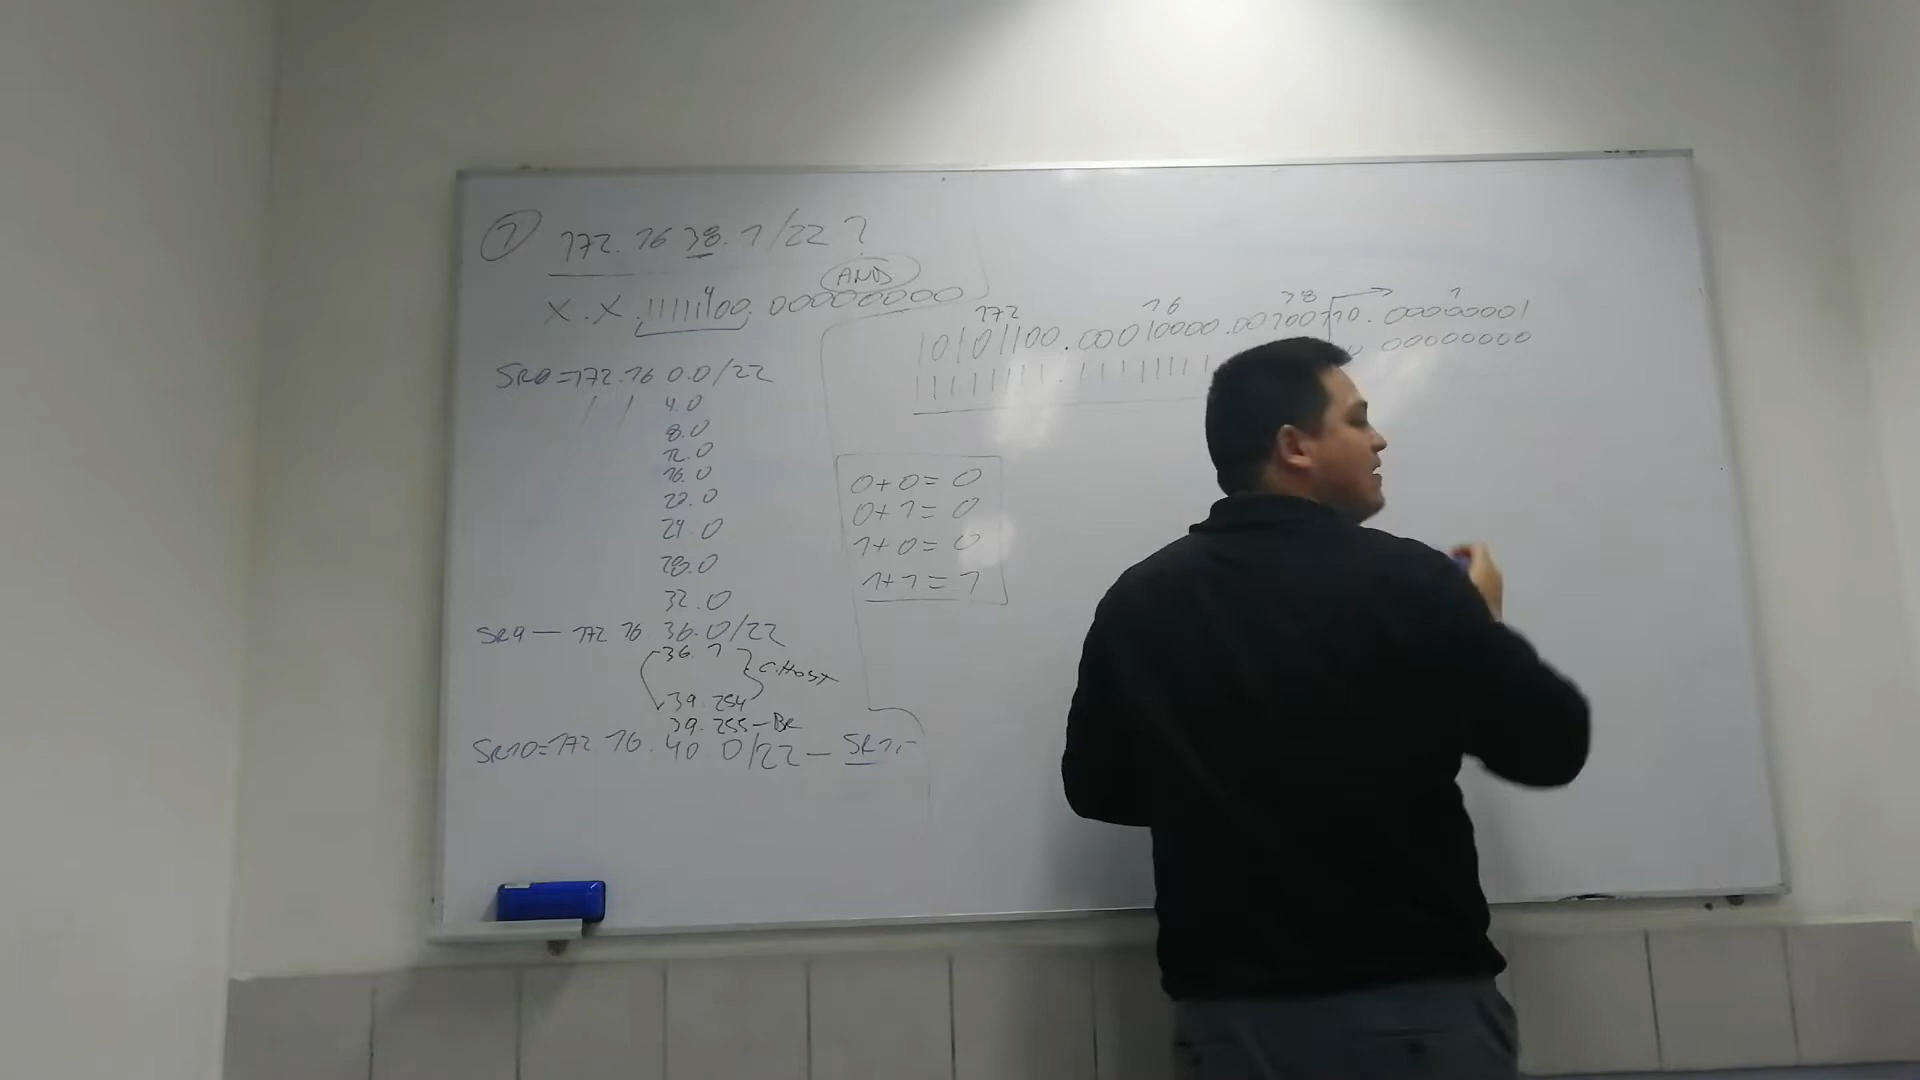 1 172.16 38.1/22 ?
AND
X.X.11111100.00000000
SR0=172.16 0.0/22
4.0
8.0
12.0
16.0
20.0
24.0
28.0
32.0
SR9 — 172 16. 36.0/22
36.1
C.Host
39.254
39.255 — BR
SR10=172 16.40 0/22 —
172 16 38 1
10101100.00010000.00100110.00000001
11111111.11111111
00000000
0+0=0
0+1=0
1+0=0
1+1=1